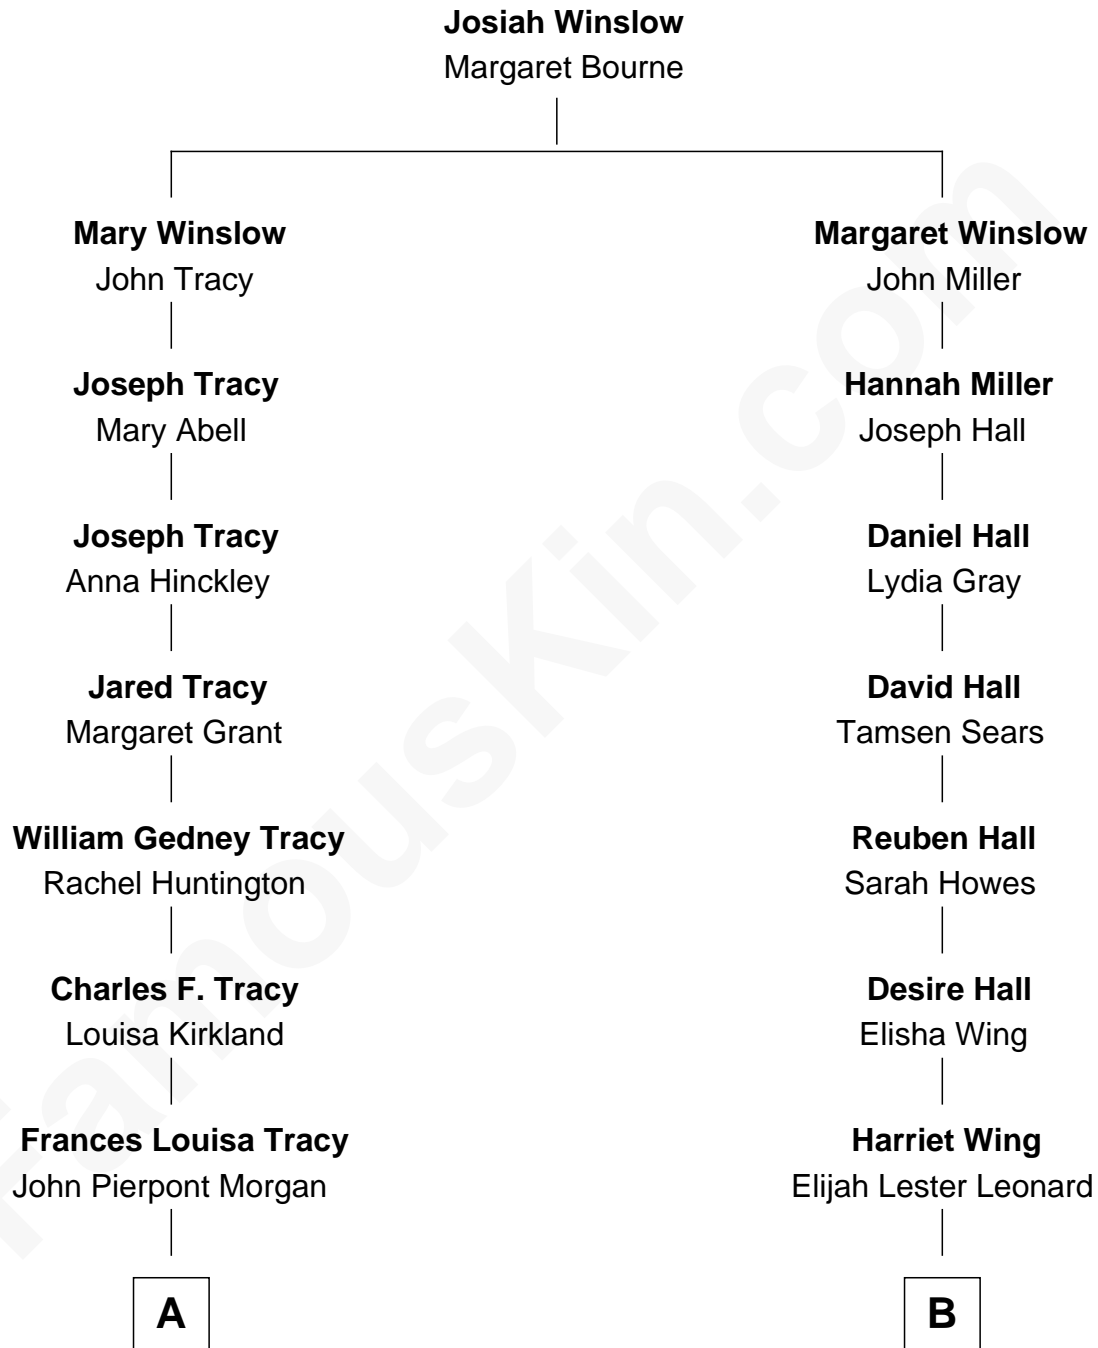 Josiah Winslow
Margaret Bourne
Mary Winslow
John Tracy
Margaret Winslow
John Miller
Joseph Tracy
Mary Abell
Hannah Miller
Joseph Hall
Joseph Tracy
Anna Hinckley
Daniel Hall
Lydia Gray
Jared Tracy
Margaret Grant
David Hall
Tamsen Sears
William Gedney Tracy
Rachel Huntington
Reuben Hall
Sarah Howes
Charles F. Tracy
Louisa Kirkland
Desire Hall
Elisha Wing
Frances Louisa Tracy
John Pierpont Morgan
Harriet Wing
Elijah Lester Leonard
A
B
FamousKin.com